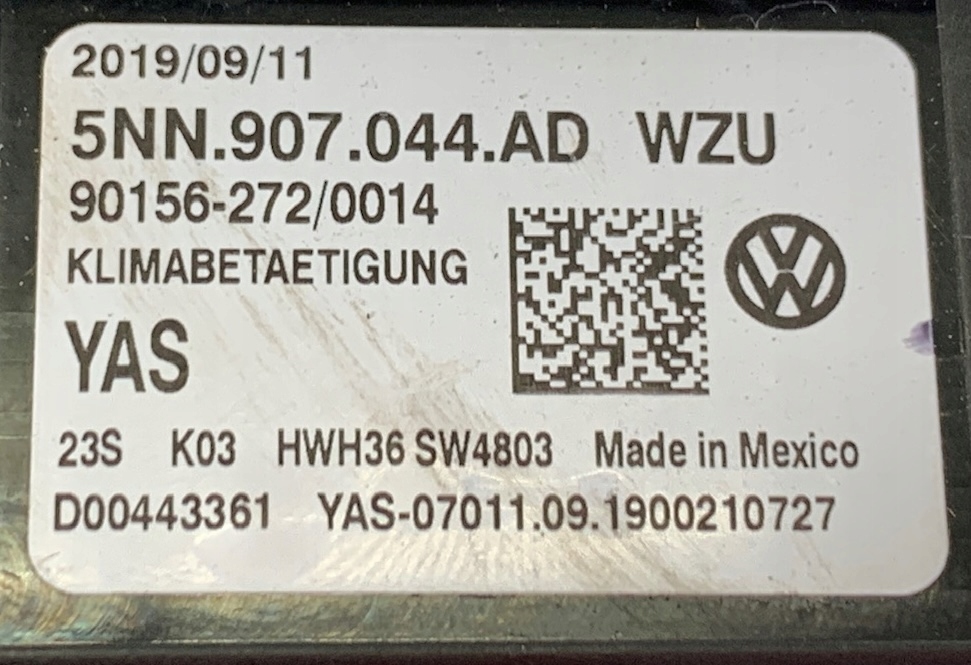 2019/09/11
5NN.907.044.AD WZU
90156-272/0014
KLIMABETAETIGUNG
YAS
23S K03 HWH36 SW4803 Made in Mexico
D00443361 YAS-07011.09.1900210727